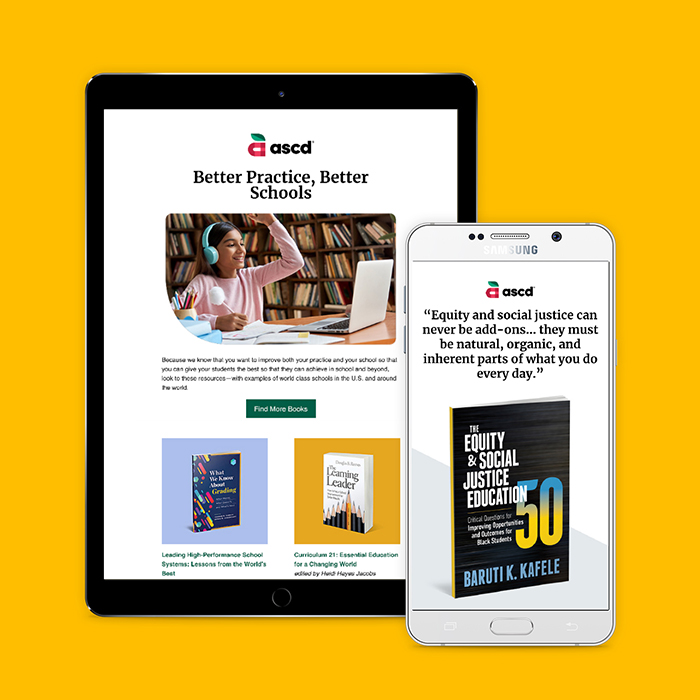 ascd
Better Practice, Better
Schools
Because we know that you want to improve both your practice and your school so that
you can give your students the best so that they can achieve in school and beyond,
look to these resources—with examples of world class schools in the U.S. and around
the world.
Find More Books
What
We Know
About
Grading
Douglas B. Reeves
The
Learning
Leader
Leading High-Performance School
Systems: Lessons from the World's
Best
Curriculum 21: Essential Education
for a Changing World
edited by Heidi Hayes Jacobs
SAMSUNG
ascd
“Equity and social justice can
never be add-ons... they must
be natural, organic, and
inherent parts of what you do
every day.”
THE
EQUITY
& SOCIAL
JUSTICE
EDUCATION
50
Critical Questions for
Improving Opportunities
and Outcomes for
Black Students
BARUTI K. KAFELE